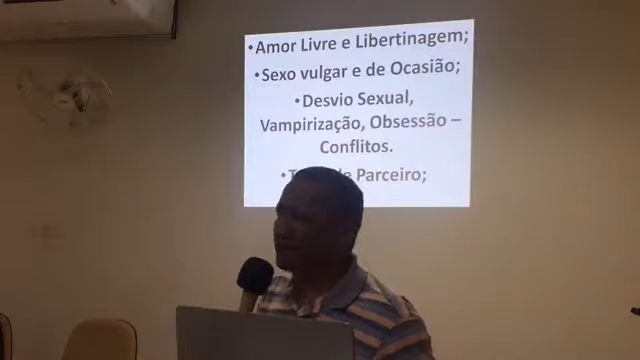 •Amor Livre e Libertinagem;
•Sexo vulgar e de Ocasião;
•Desvio Sexual,
Vampirização, Obsessão –
Conflitos.
• Parceiro;